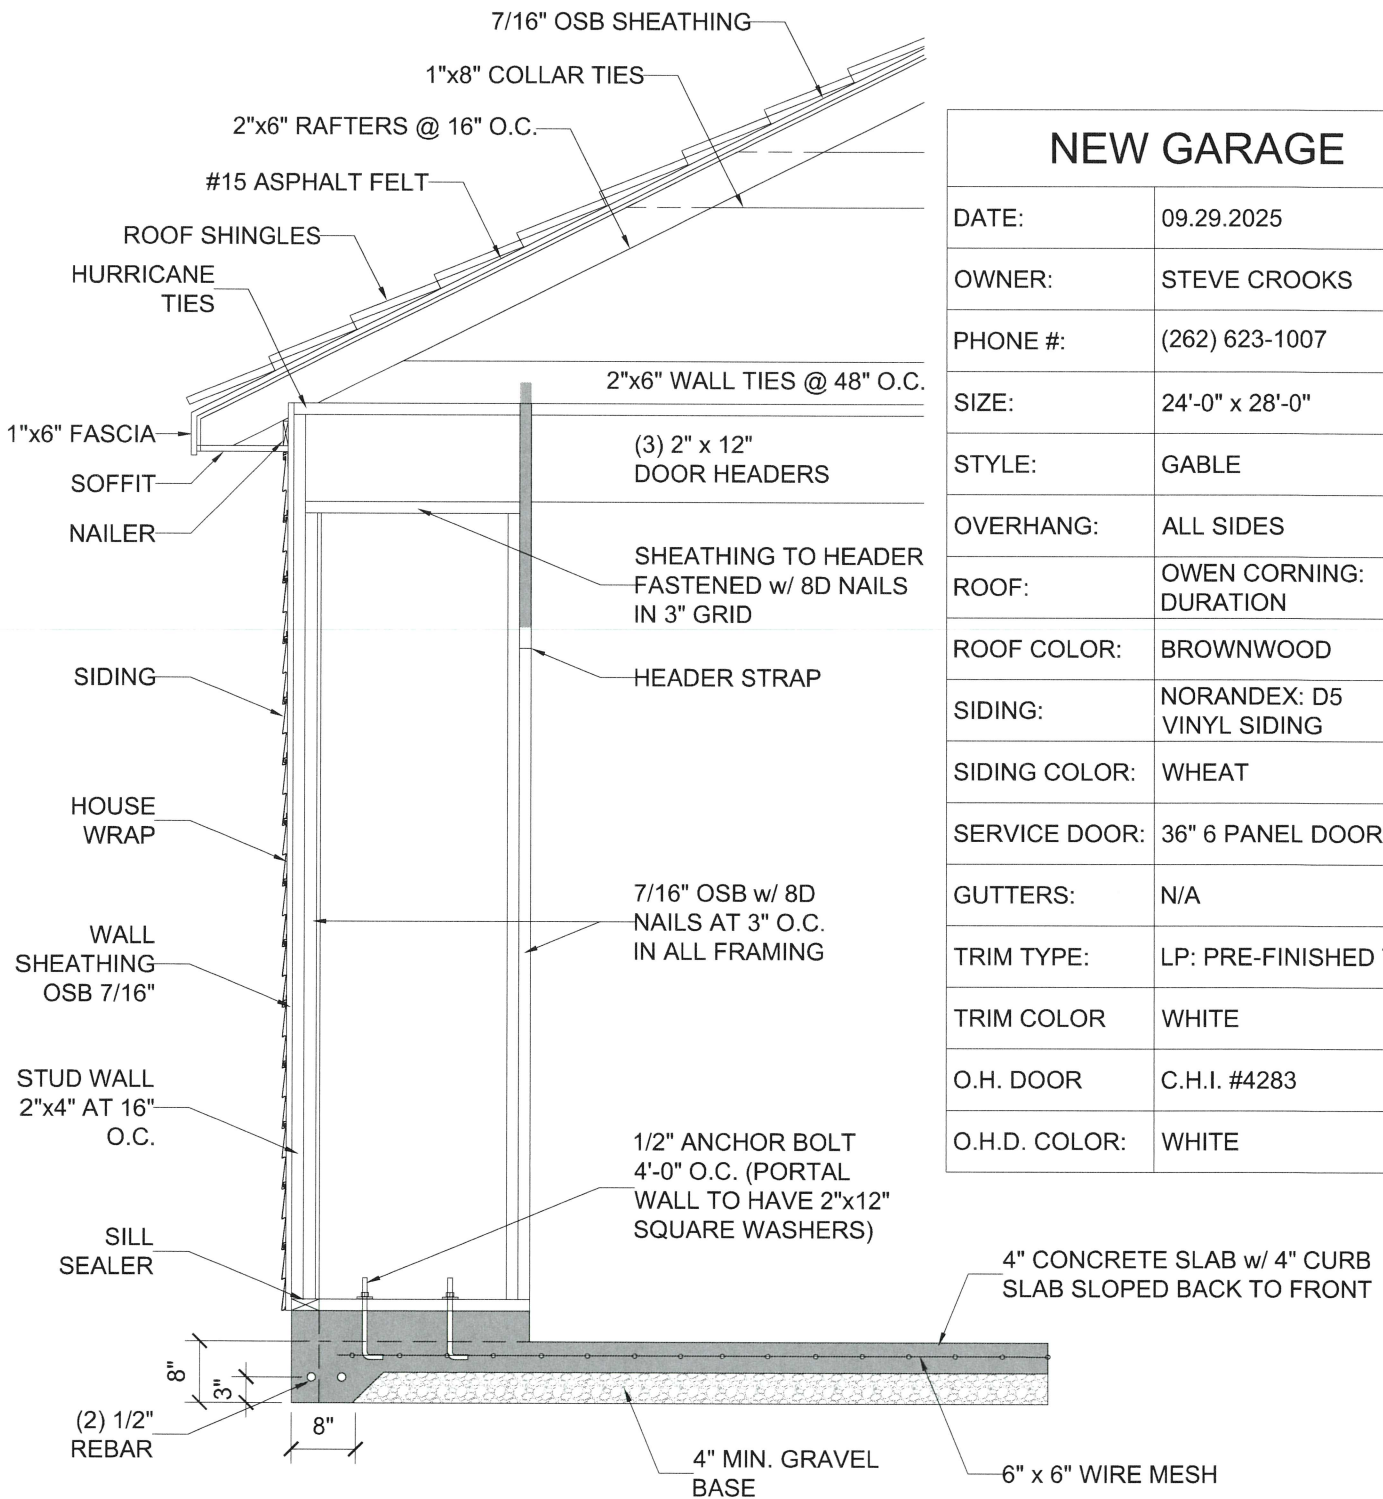 7/16" OSB SHEATHING
1"x8" COLLAR TIES
2"x6" RAFTERS @ 16" O.C.
#15 ASPHALT FELT
ROOF SHINGLES
HURRICANE
TIES
2"x6" WALL TIES @ 48" O.C.
1"x6" FASCIA
SOFFIT
NAILER
(3) 2" x 12"
DOOR HEADERS
SHEATHING TO HEADER
FASTENED w/ 8D NAILS
IN 3" GRID
HEADER STRAP
SIDING
HOUSE
WRAP
7/16" OSB w/ 8D
NAILS AT 3" O.C.
IN ALL FRAMING
WALL
SHEATHING
OSB 7/16"
STUD WALL
2"x4" AT 16"
O.C.
1/2" ANCHOR BOLT
4'-0" O.C. (PORTAL
WALL TO HAVE 2"x12"
SQUARE WASHERS)
SILL
SEALER
4" CONCRETE SLAB w/ 4" CURB
SLAB SLOPED BACK TO FRONT
8"
3"
(2) 1/2"
REBAR
8"
4" MIN. GRAVEL
BASE
6" x 6" WIRE MESH
NEW GARAGE
DATE: 09.29.2025
OWNER: STEVE CROOKS
PHONE #: (262) 623-1007
SIZE: 24'-0" x 28'-0"
STYLE: GABLE
OVERHANG: ALL SIDES
ROOF: OWEN CORNING:
DURATION
ROOF COLOR: BROWNWOOD
SIDING: NORANDEX: D5
VINYL SIDING
SIDING COLOR: WHEAT
SERVICE DOOR: 36" 6 PANEL DOOR
GUTTERS: N/A
TRIM TYPE: LP: PRE-FINISHED
TRIM COLOR WHITE
O.H. DOOR C.H.I. #4283
O.H.D. COLOR: WHITE